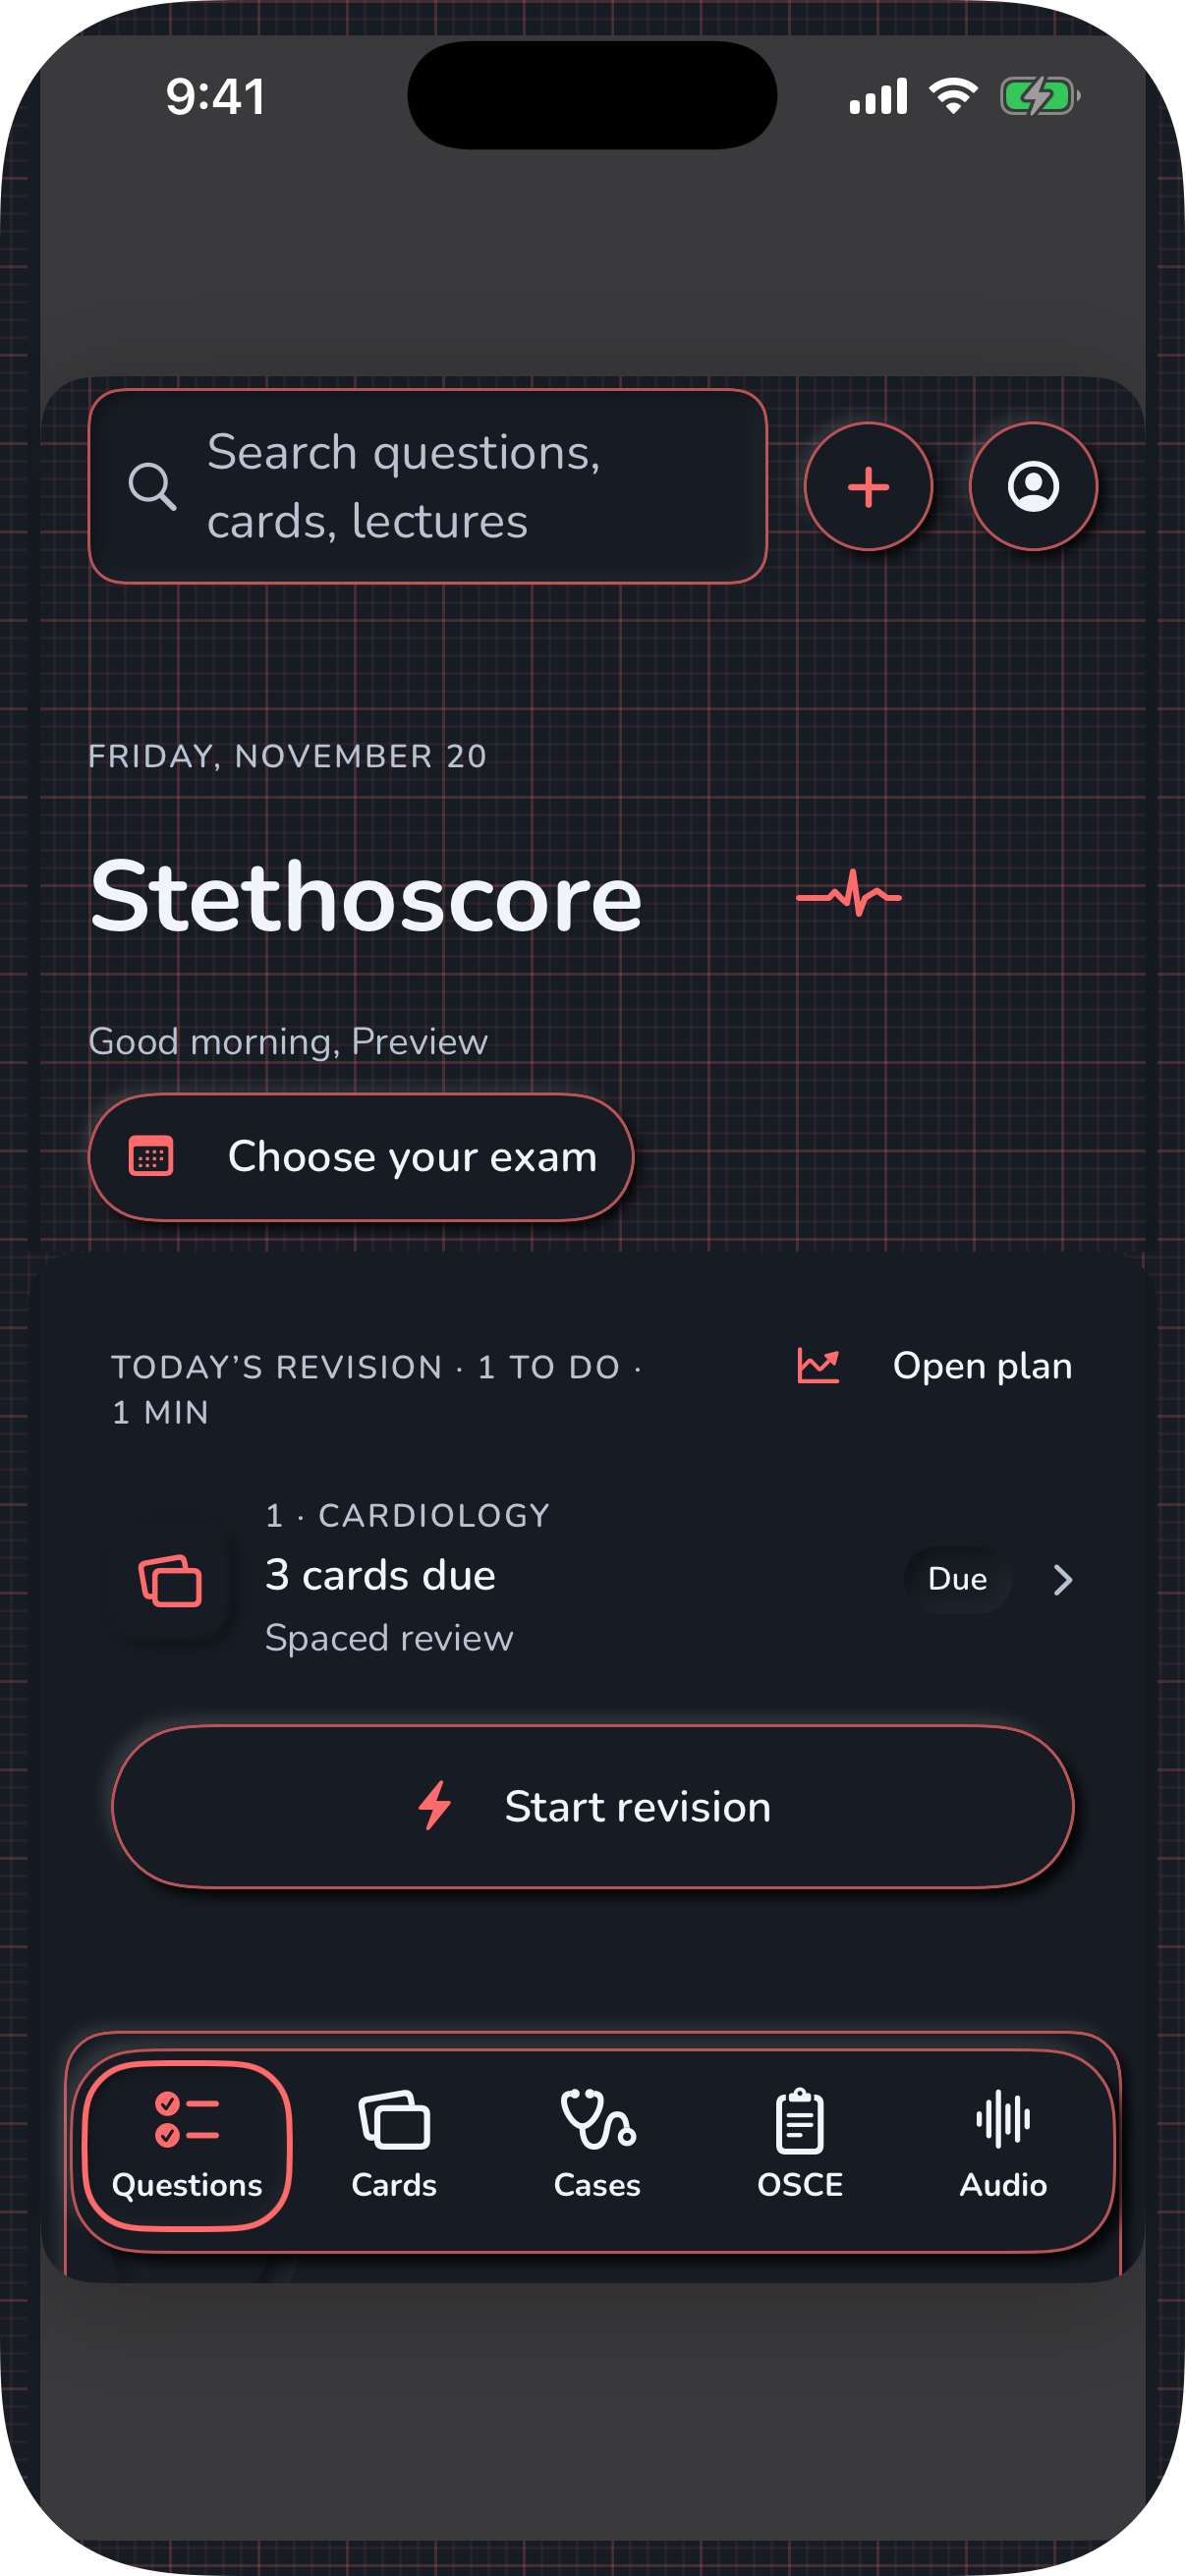 9:41
Search questions,
cards, lectures
FRIDAY, NOVEMBER 20
Stethoscore
Good morning, Preview
Choose your exam
TODAY’S REVISION · 1 TO DO ·
1 MIN
Open plan
1 · CARDIOLOGY
3 cards due
Spaced review
Due
Start revision
Questions
Cards
Cases
OSCE
Audio